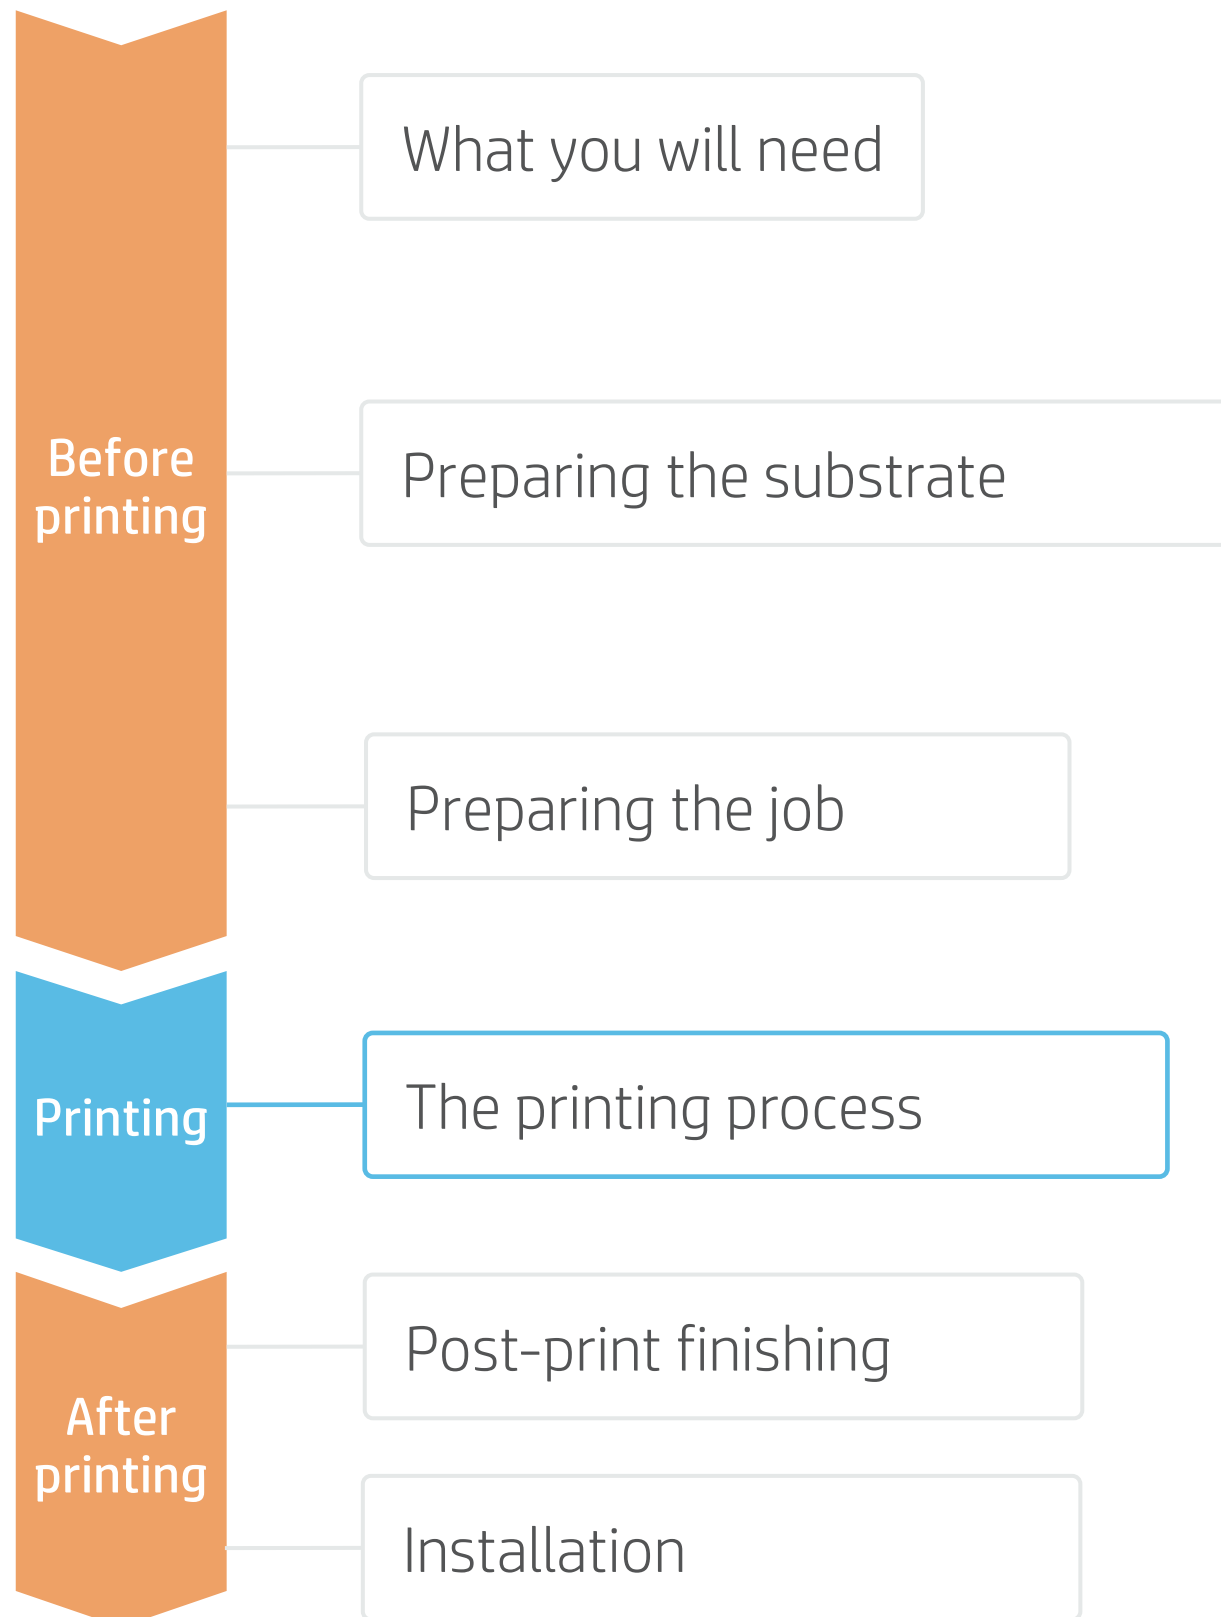 What you will need
Before
printing
Preparing the substrate
Preparing the job
Printing
The printing process
After
printing
Post-print finishing
Installation